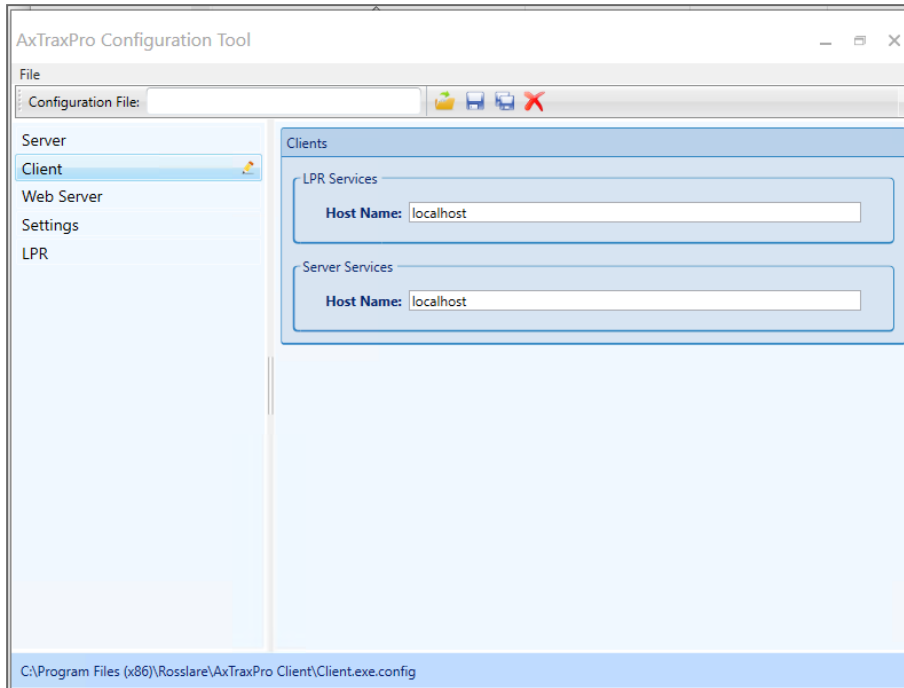 AxTraxPro Configuration Tool
File
Configuration File:
Server
Client
Web Server
Settings
LPR
Clients
LPR Services
Host Name: localhost
Server Services
Host Name: localhost
C:\Program Files (x86)\Rosslare\AxTraxPro Client\Client.exe.config